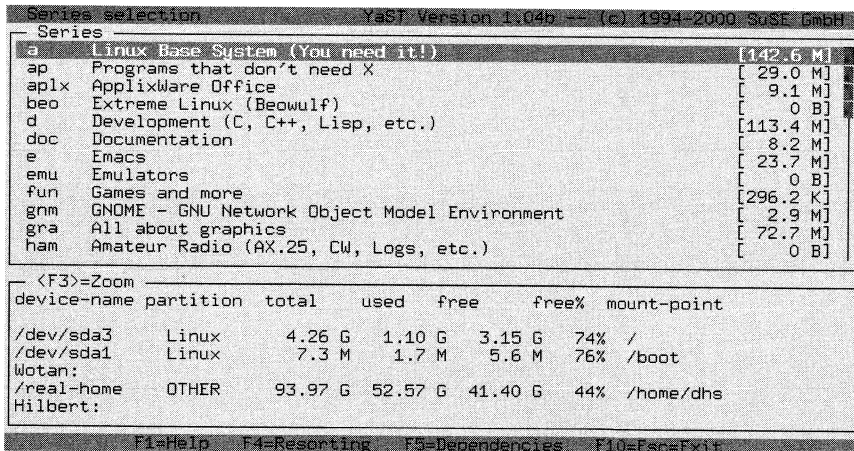 Series selection YaST Version 1.04b -- (c) 1994-2000 SuSE GmbH
Series
a Linux Base System (You need it!) [142.6 M]
ap Programs that don't need X [ 29.0 M]
aplx ApplixWare Office [ 9.1 M]
beo Extreme Linux (Beowulf) [ 0 B]
d Development (C, C++, Lisp, etc.) [113.4 M]
doc Documentation [ 8.2 M]
e Emacs [ 23.7 M]
emu Emulators [ 0 B]
fun Games and more [296.2 K]
gnm GNOME - GNU Network Object Model Environment [ 2.9 M]
gra All about graphics [ 72.7 M]
ham Amateur Radio (AX.25, CW, Logs, etc.) [ 0 B]
<F3>=Zoom
device-name partition total used free free% mount-point
/dev/sda3 Linux 4.26 G 1.10 G 3.15 G 74% /
/dev/sda1 Linux 7.3 M 1.7 M 5.6 M 76% /boot
Wotan:
/real-home OTHER 93.97 G 52.57 G 41.40 G 44% /home/dhs
Hilbert:
F1=Help F4=Resorting F5=Dependencies F10=Esc=Exit